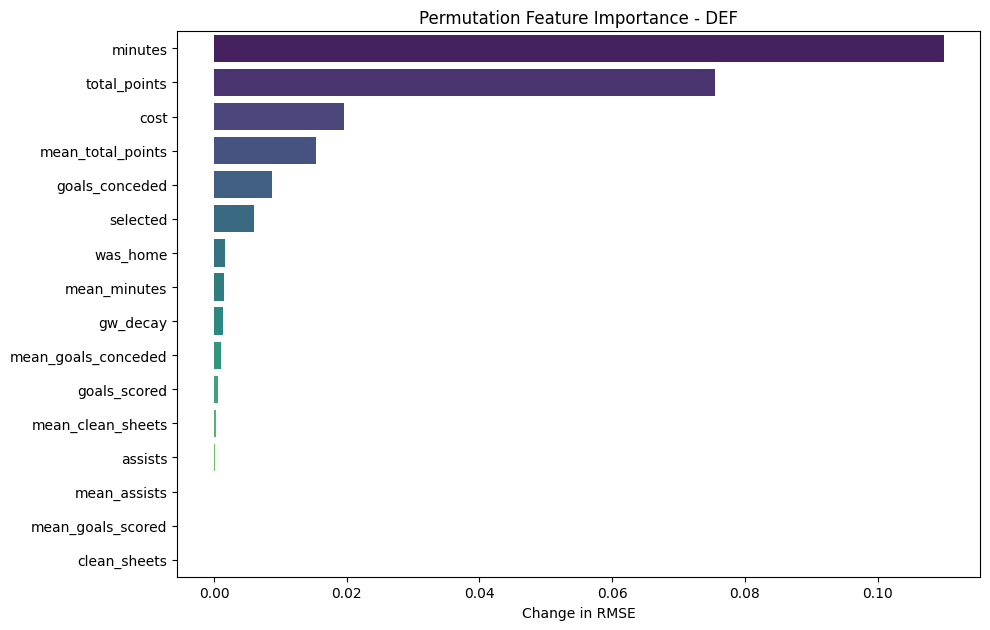 Permutation Feature Importance - DEF
minutes
total_points
cost
mean_total_points
goals_conceded
selected
was_home
mean_minutes
gw_decay
mean_goals_conceded
goals_scored
mean_clean_sheets
assists
mean_assists
mean_goals_scored
clean_sheets
0.00 0.02 0.04 0.06 0.08 0.10
Change in RMSE